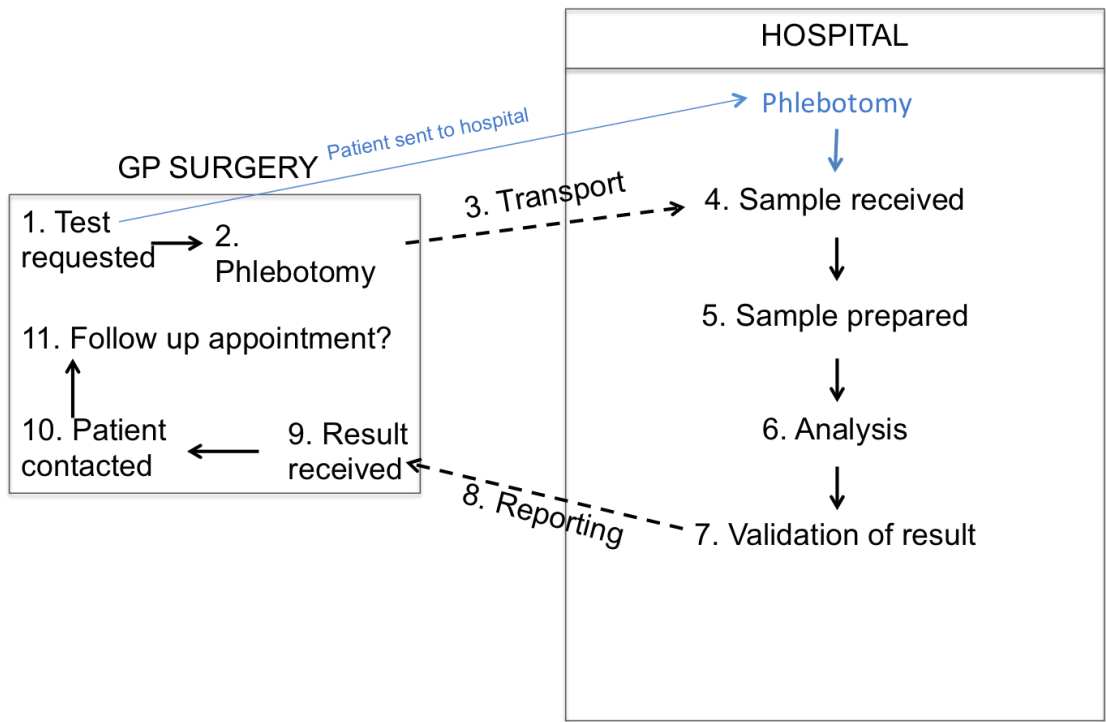 HOSPITAL
Phlebotomy
Patient sent to hospital
GP SURGERY
1. Test
requested
2.
Phlebotomy
3. Transport
4. Sample received
5. Sample prepared
6. Analysis
7. Validation of result
8. Reporting
9. Result
received
10. Patient
contacted
11. Follow up appointment?